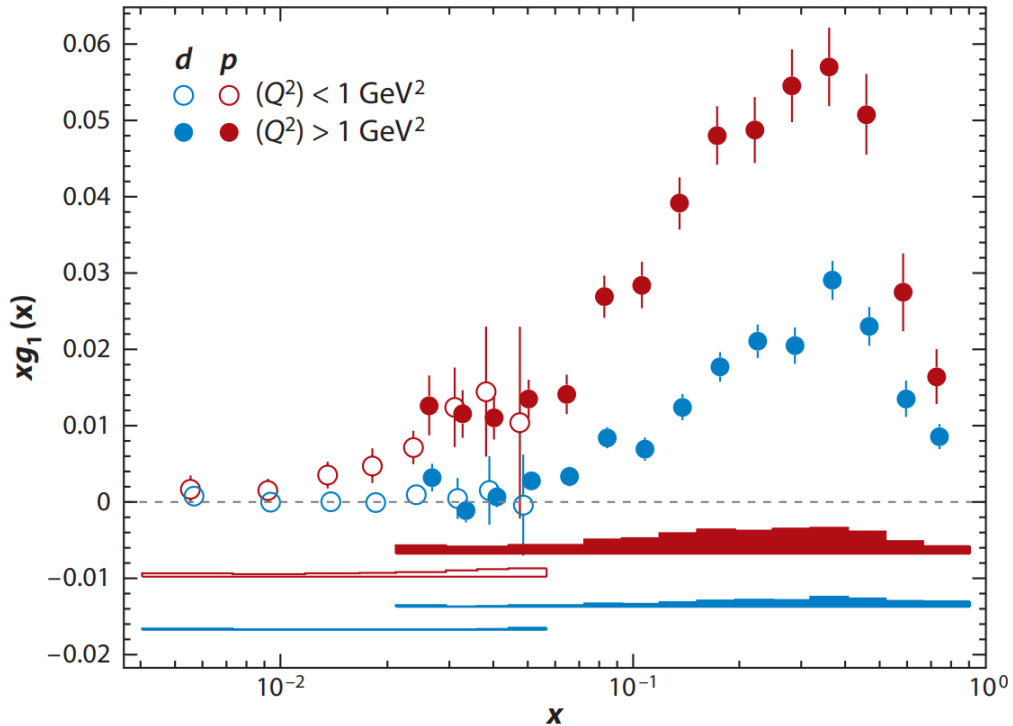 0.06
0.05
0.04
0.03
0.02
0.01
0
−0.01
−0.02
xg₁ (x)
d p
(Q²) < 1 GeV²
(Q²) > 1 GeV²
10⁻² 10⁻¹ 10⁰
x